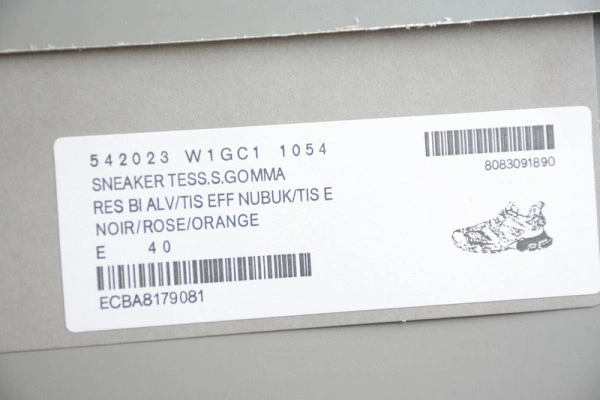 542023 W1GC1 1054
SNEAKER TESS.S.GOMMA
RES BI ALV/TIS EFF NUBUK/TIS E
NOIR/ROSE/ORANGE
E 40
ECBA8179081
8083091890